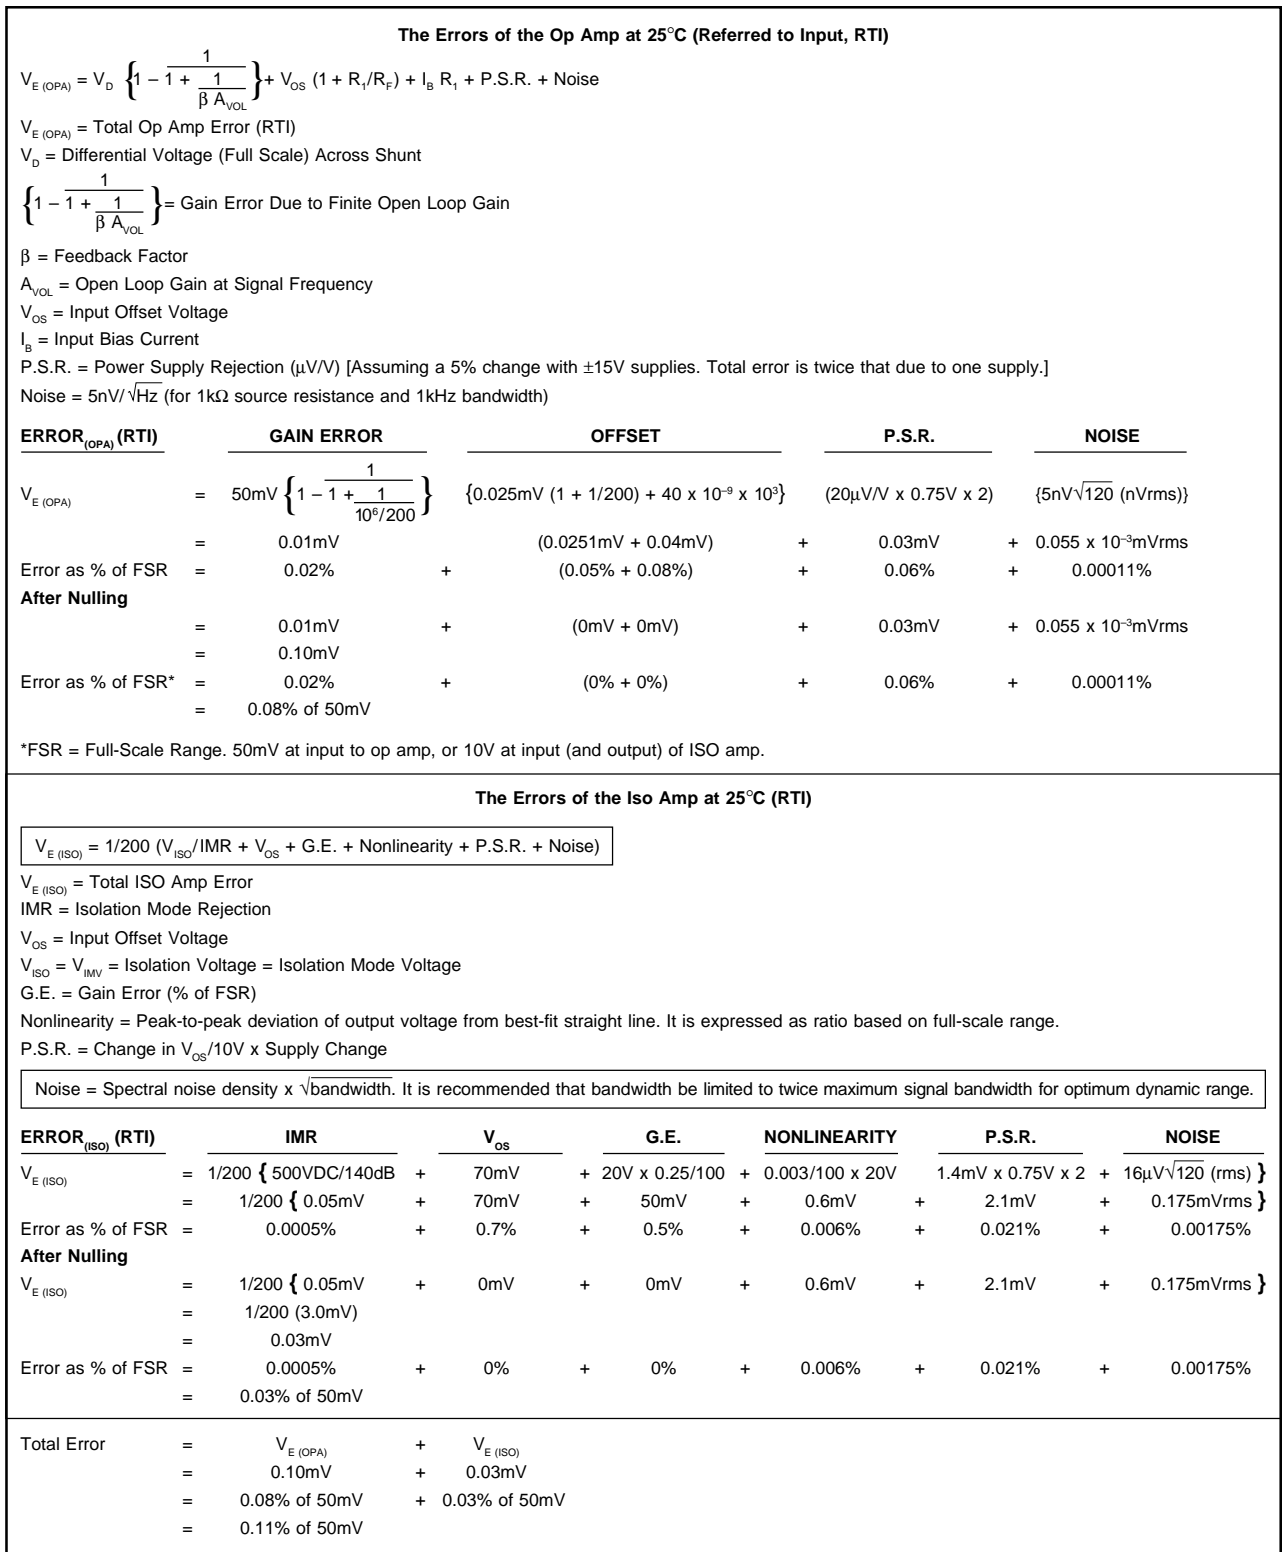 The Errors of the Op Amp at 25°C (Referred to Input, RTI)
V_E (OPA) = V_D {1 − 1/(1 + 1/(β A_VOL))} + V_OS (1 + R_1/R_F) + I_B R_1 + P.S.R. + Noise
V_E (OPA) = Total Op Amp Error (RTI)
V_D = Differential Voltage (Full Scale) Across Shunt
{1 − 1/(1 + 1/(β A_VOL))} = Gain Error Due to Finite Open Loop Gain
β = Feedback Factor
A_VOL = Open Loop Gain at Signal Frequency
V_OS = Input Offset Voltage
I_B = Input Bias Current
P.S.R. = Power Supply Rejection (µV/V) [Assuming a 5% change with ±15V supplies. Total error is twice that due to one supply.]
Noise = 5nV/√Hz (for 1kΩ source resistance and 1kHz bandwidth)
ERROR_(OPA) (RTI) GAIN ERROR OFFSET P.S.R. NOISE
V_E (OPA) = 50mV {1 − 1/(1 + 1/(10⁶/200))} {0.025mV (1 + 1/200) + 40 x 10⁻⁹ x 10³} (20µV/V x 0.75V x 2) {5nV√120 (nVrms)}
= 0.01mV (0.0251mV + 0.04mV) + 0.03mV + 0.055 x 10⁻³mVrms
Error as % of FSR = 0.02% + (0.05% + 0.08%) + 0.06% + 0.00011%
After Nulling
= 0.01mV + (0mV + 0mV) + 0.03mV + 0.055 x 10⁻³mVrms
= 0.10mV
Error as % of FSR* = 0.02% + (0% + 0%) + 0.06% + 0.00011%
= 0.08% of 50mV
*FSR = Full-Scale Range. 50mV at input to op amp, or 10V at input (and output) of ISO amp.
The Errors of the Iso Amp at 25°C (RTI)
V_E (ISO) = 1/200 (V_ISO/IMR + V_OS + G.E. + Nonlinearity + P.S.R. + Noise)
V_E (ISO) = Total ISO Amp Error
IMR = Isolation Mode Rejection
V_OS = Input Offset Voltage
V_ISO = V_IMV = Isolation Voltage = Isolation Mode Voltage
G.E. = Gain Error (% of FSR)
Nonlinearity = Peak-to-peak deviation of output voltage from best-fit straight line. It is expressed as ratio based on full-scale range.
P.S.R. = Change in V_OS/10V x Supply Change
Noise = Spectral noise density x √bandwidth. It is recommended that bandwidth be limited to twice maximum signal bandwidth for optimum dynamic range.
ERROR_(ISO) (RTI) IMR V_OS G.E. NONLINEARITY P.S.R. NOISE
V_E (ISO) = 1/200 { 500VDC/140dB + 70mV + 20V x 0.25/100 + 0.003/100 x 20V 1.4mV x 0.75V x 2 + 16µV√120 (rms) }
= 1/200 { 0.05mV + 70mV + 50mV + 0.6mV + 2.1mV + 0.175mVrms }
Error as % of FSR = 0.0005% + 0.7% + 0.5% + 0.006% + 0.021% + 0.00175%
After Nulling
V_E (ISO) = 1/200 { 0.05mV + 0mV + 0mV + 0.6mV + 2.1mV + 0.175mVrms }
= 1/200 (3.0mV)
= 0.03mV
Error as % of FSR = 0.0005% + 0% + 0% + 0.006% + 0.021% + 0.00175%
= 0.03% of 50mV
Total Error = V_E (OPA) + V_E (ISO)
= 0.10mV + 0.03mV
= 0.08% of 50mV + 0.03% of 50mV
= 0.11% of 50mV